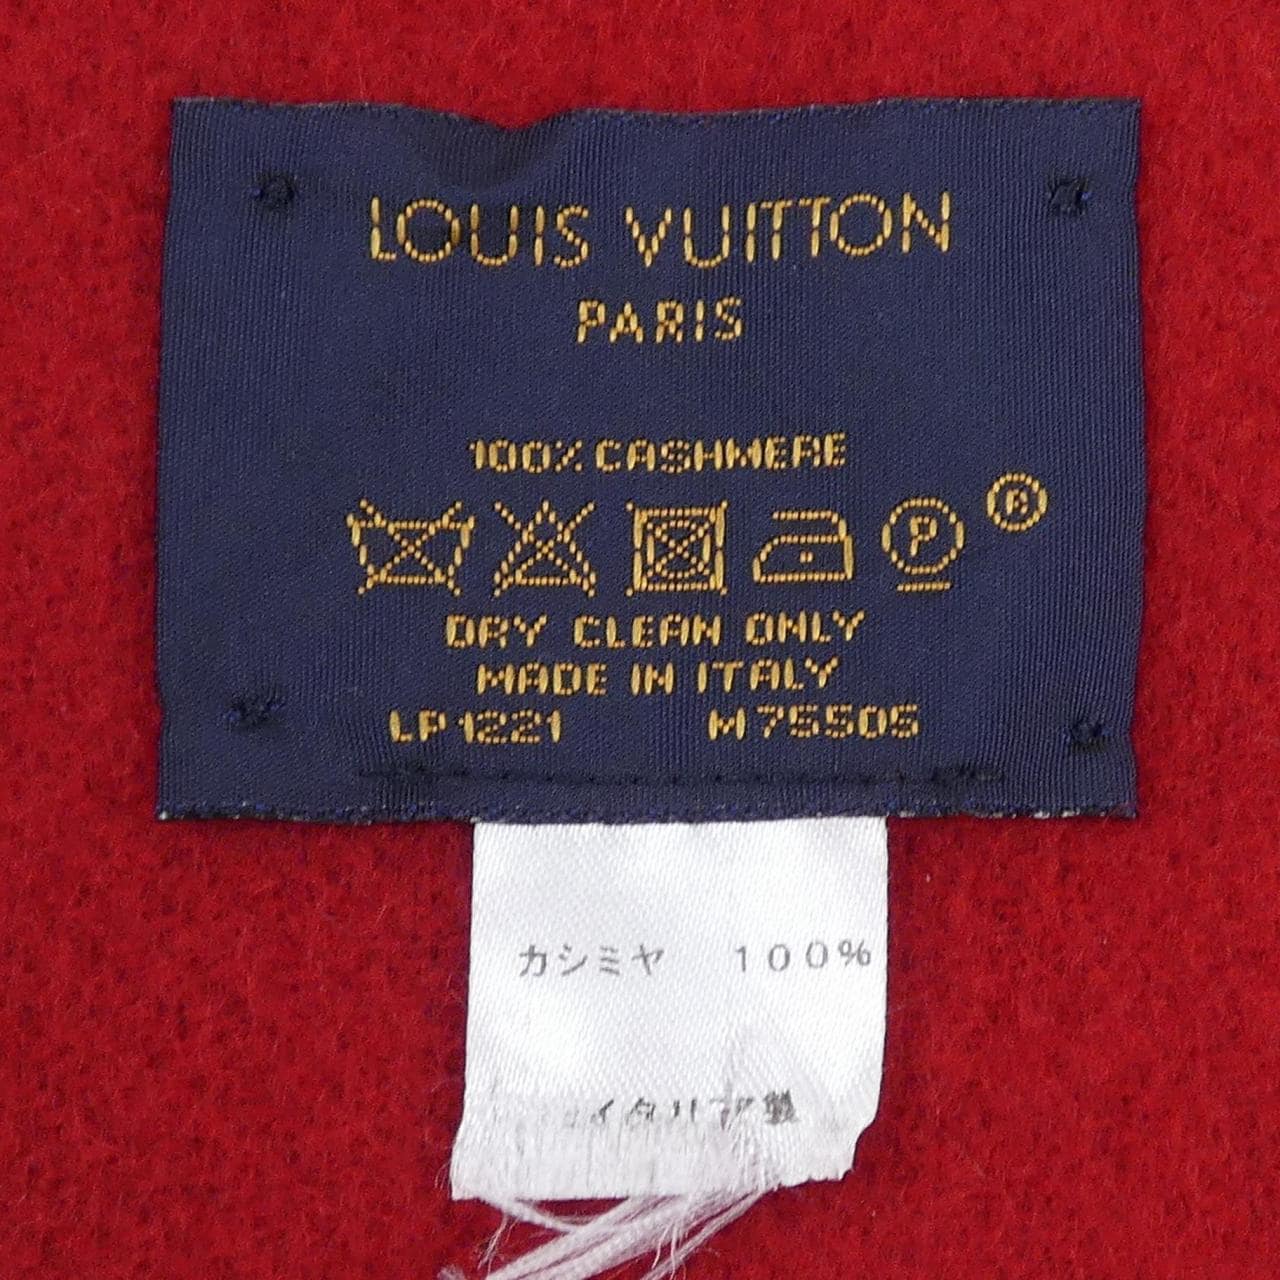 LOUIS VUITTON
PARIS
100% CASHMERE
P ®
DRY CLEAN ONLY
MADE IN ITALY
LP1221 M75505
カシミヤ 100%
イタリア製